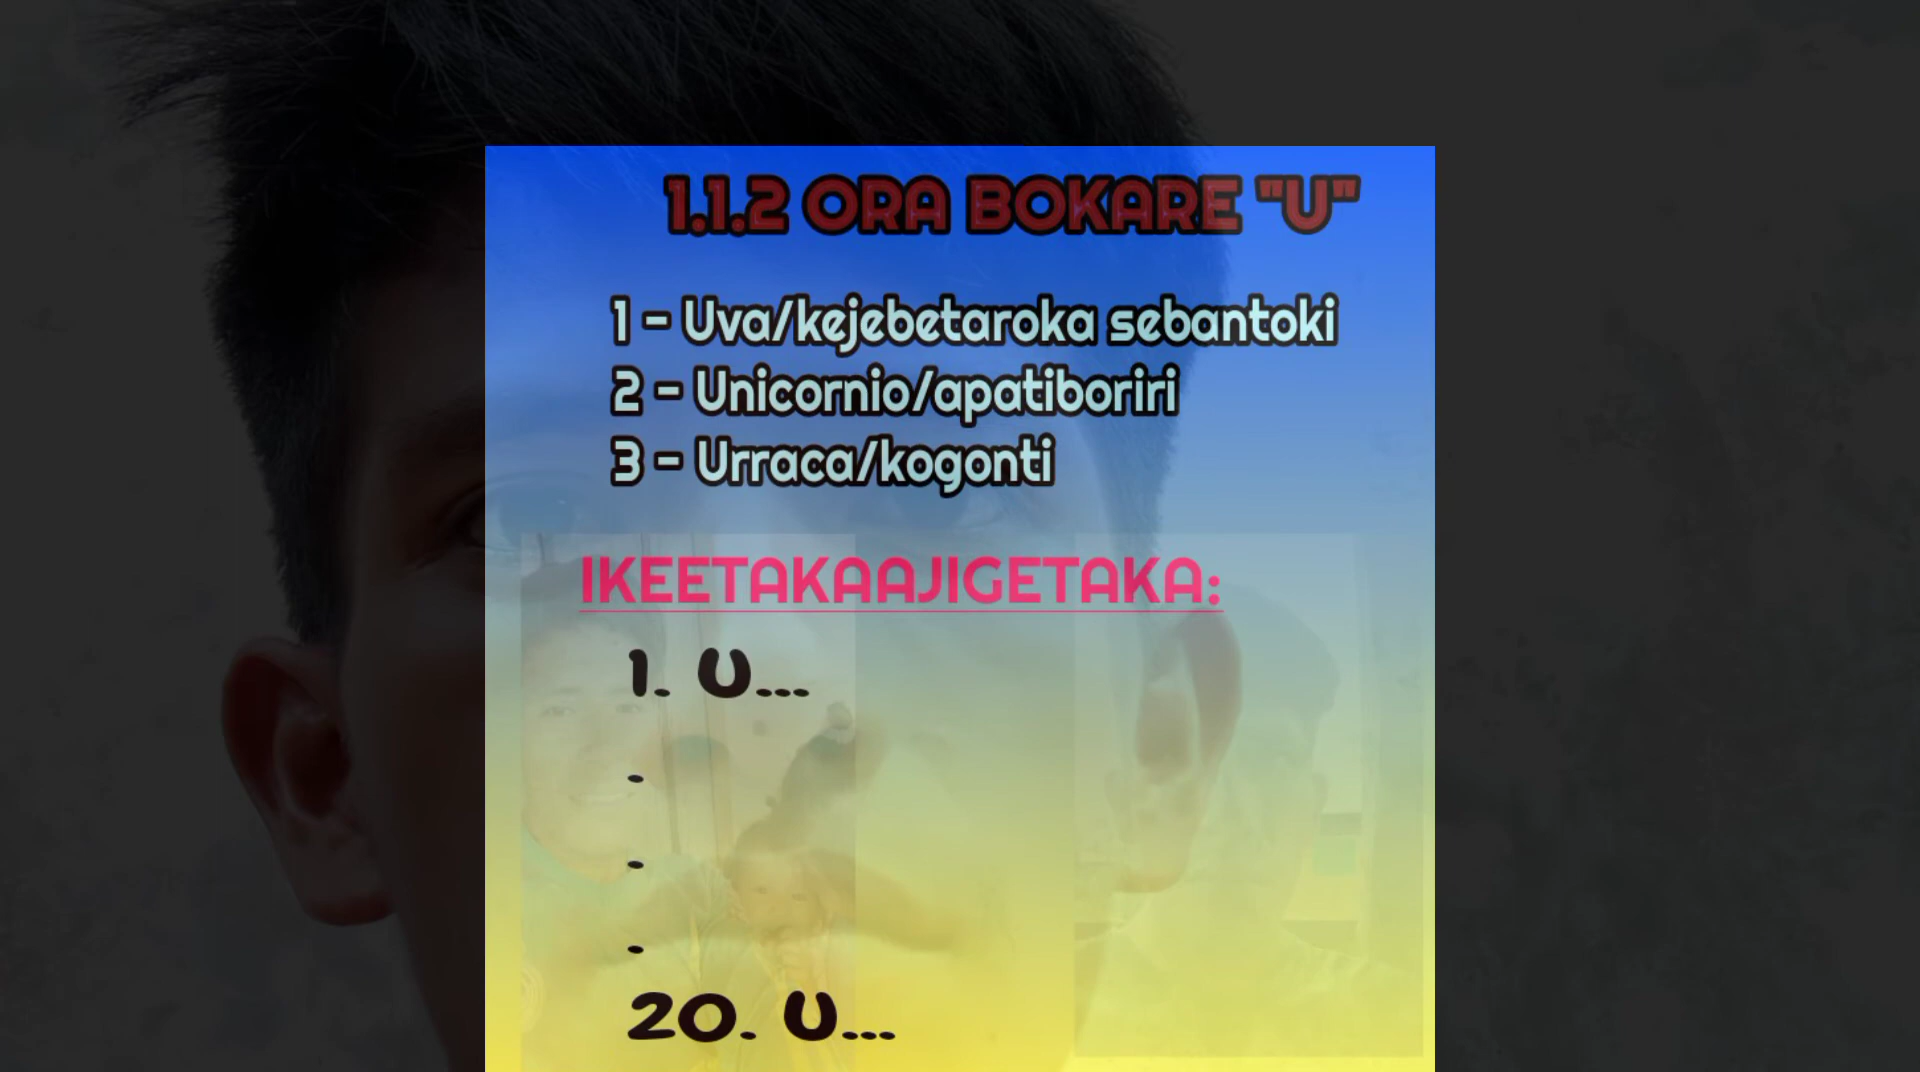 1.1.2 ORA BOKARE "U"
1 - Uva/kejebetaroka sebantoki
2 - Unicornio/apatiboriri
3 - Urraca/kogonti
IKEETAKAAJIGETAKA:
1. U...
-
-
-
20. U...